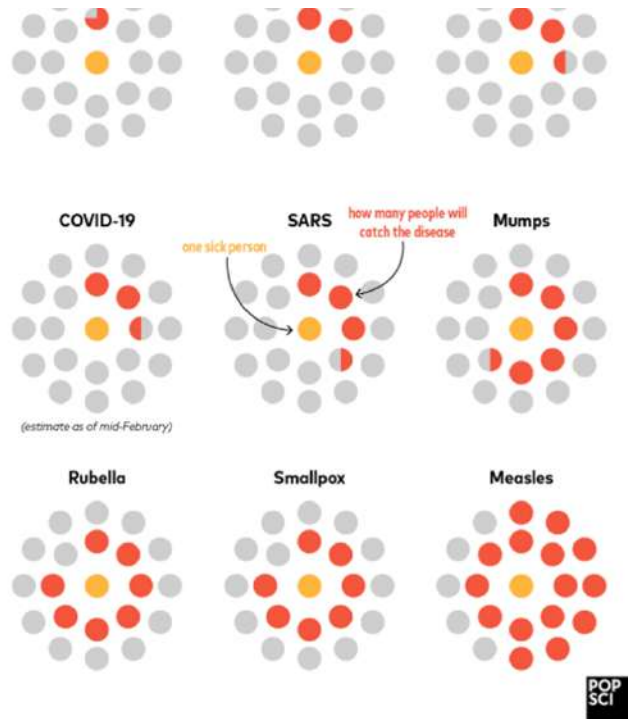 COVID-19
SARS
how many people will
catch the disease
Mumps
one sick person
(estimate as of mid-February)
Rubella
Smallpox
Measles
POP
SCI